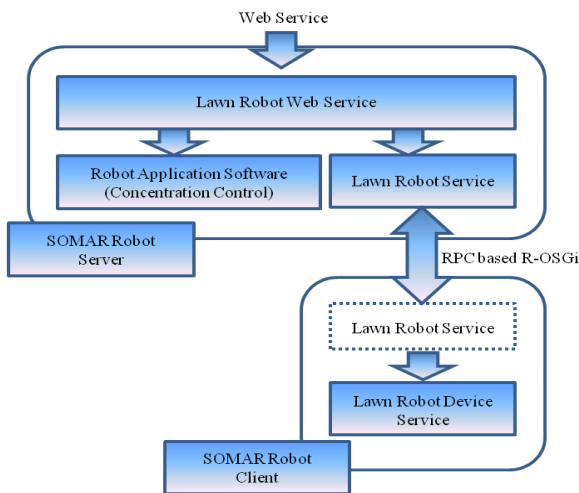 Web Service
Lawn Robot Web Service
Robot Application Software
(Concentration Control)
Lawn Robot Service
SOMAR Robot
Server
RPC based R-OSGi
Lawn Robot Service
Lawn Robot Device
Service
SOMAR Robot
Client